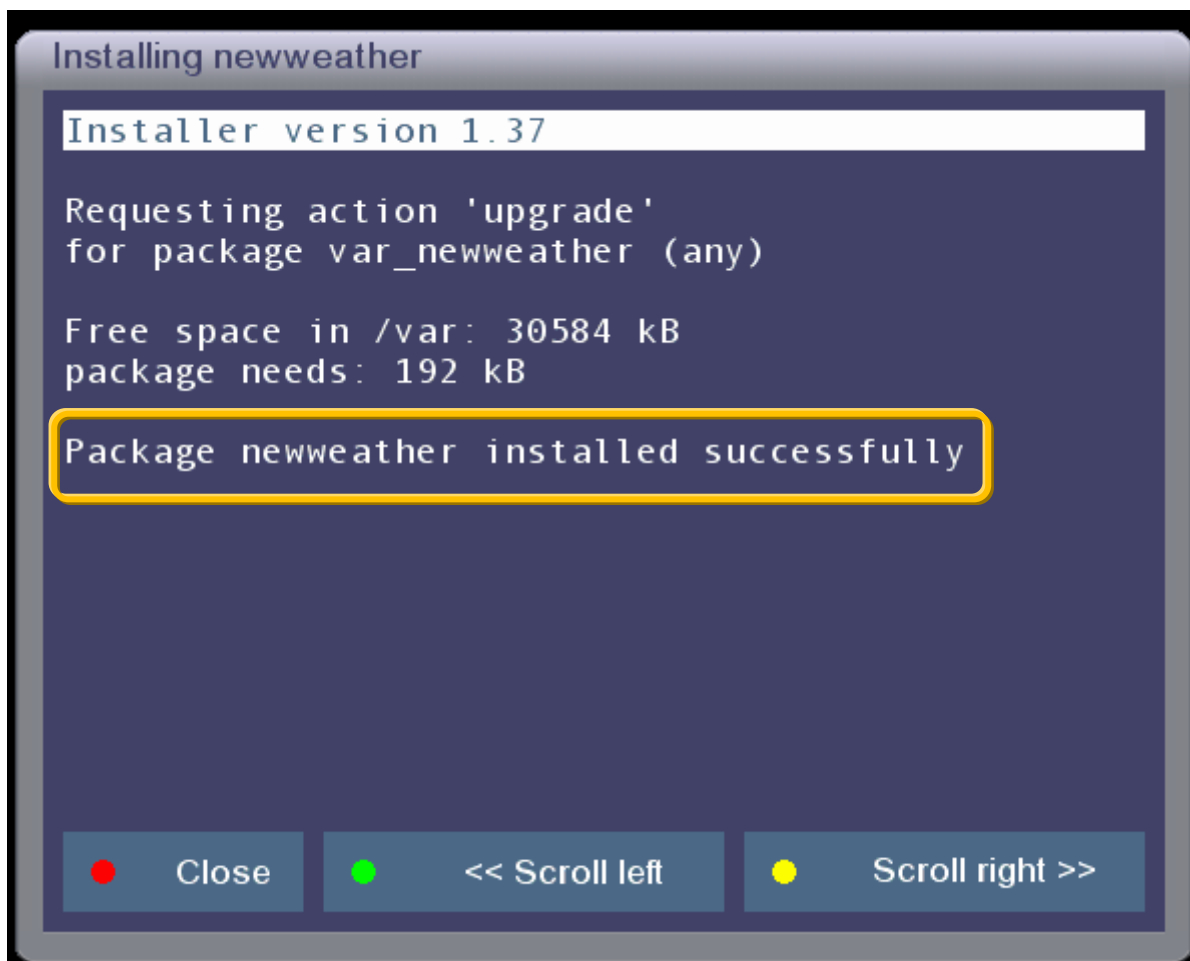 Installing newweather
Installer version 1.37
Requesting action 'upgrade'
for package var_newweather (any)
Free space in /var: 30584 kB
package needs: 192 kB
Package newweather installed successfully
Close
<< Scroll left
Scroll right >>